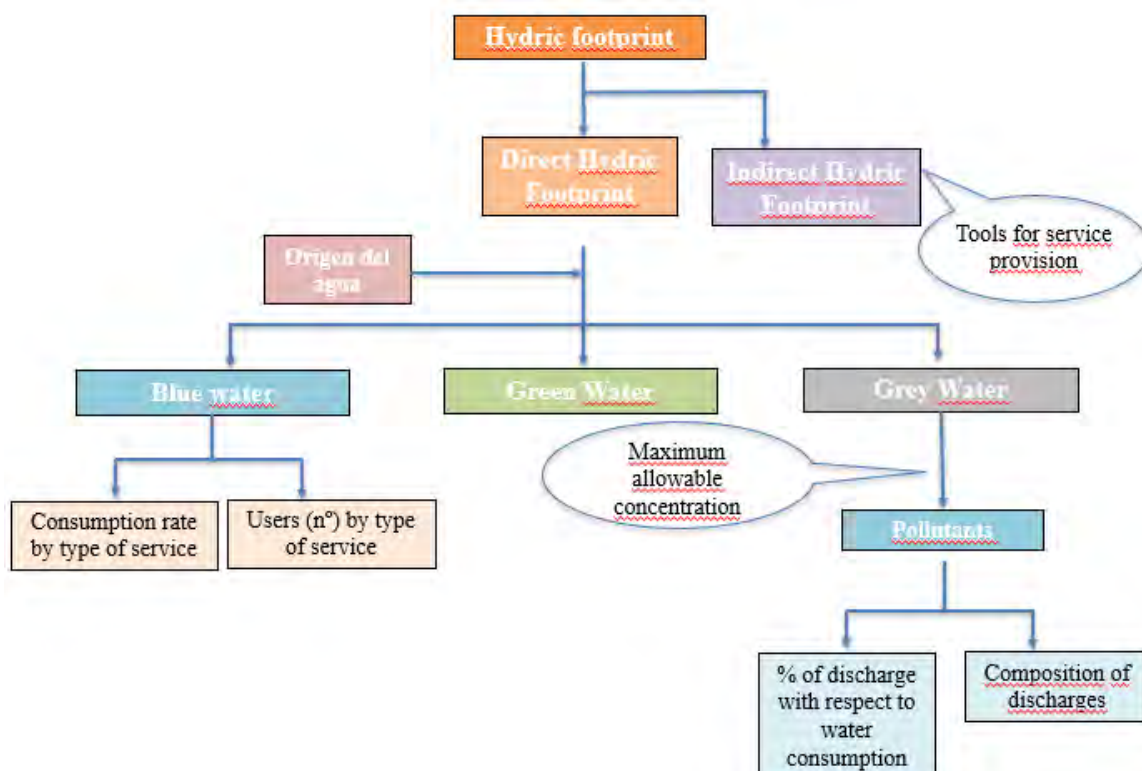 Hydric footprint
Direct Hydric
Footprint
Indirect Hydric
Footprint
Tools for service
provision
Origen del
agua
Blue water
Green Water
Grey Water
Maximum
allowable
concentration
Consumption rate
by type of service
Users (nº) by type
of service
Pollutants
% of discharge
with respect to
water
consumption
Composition of
discharges